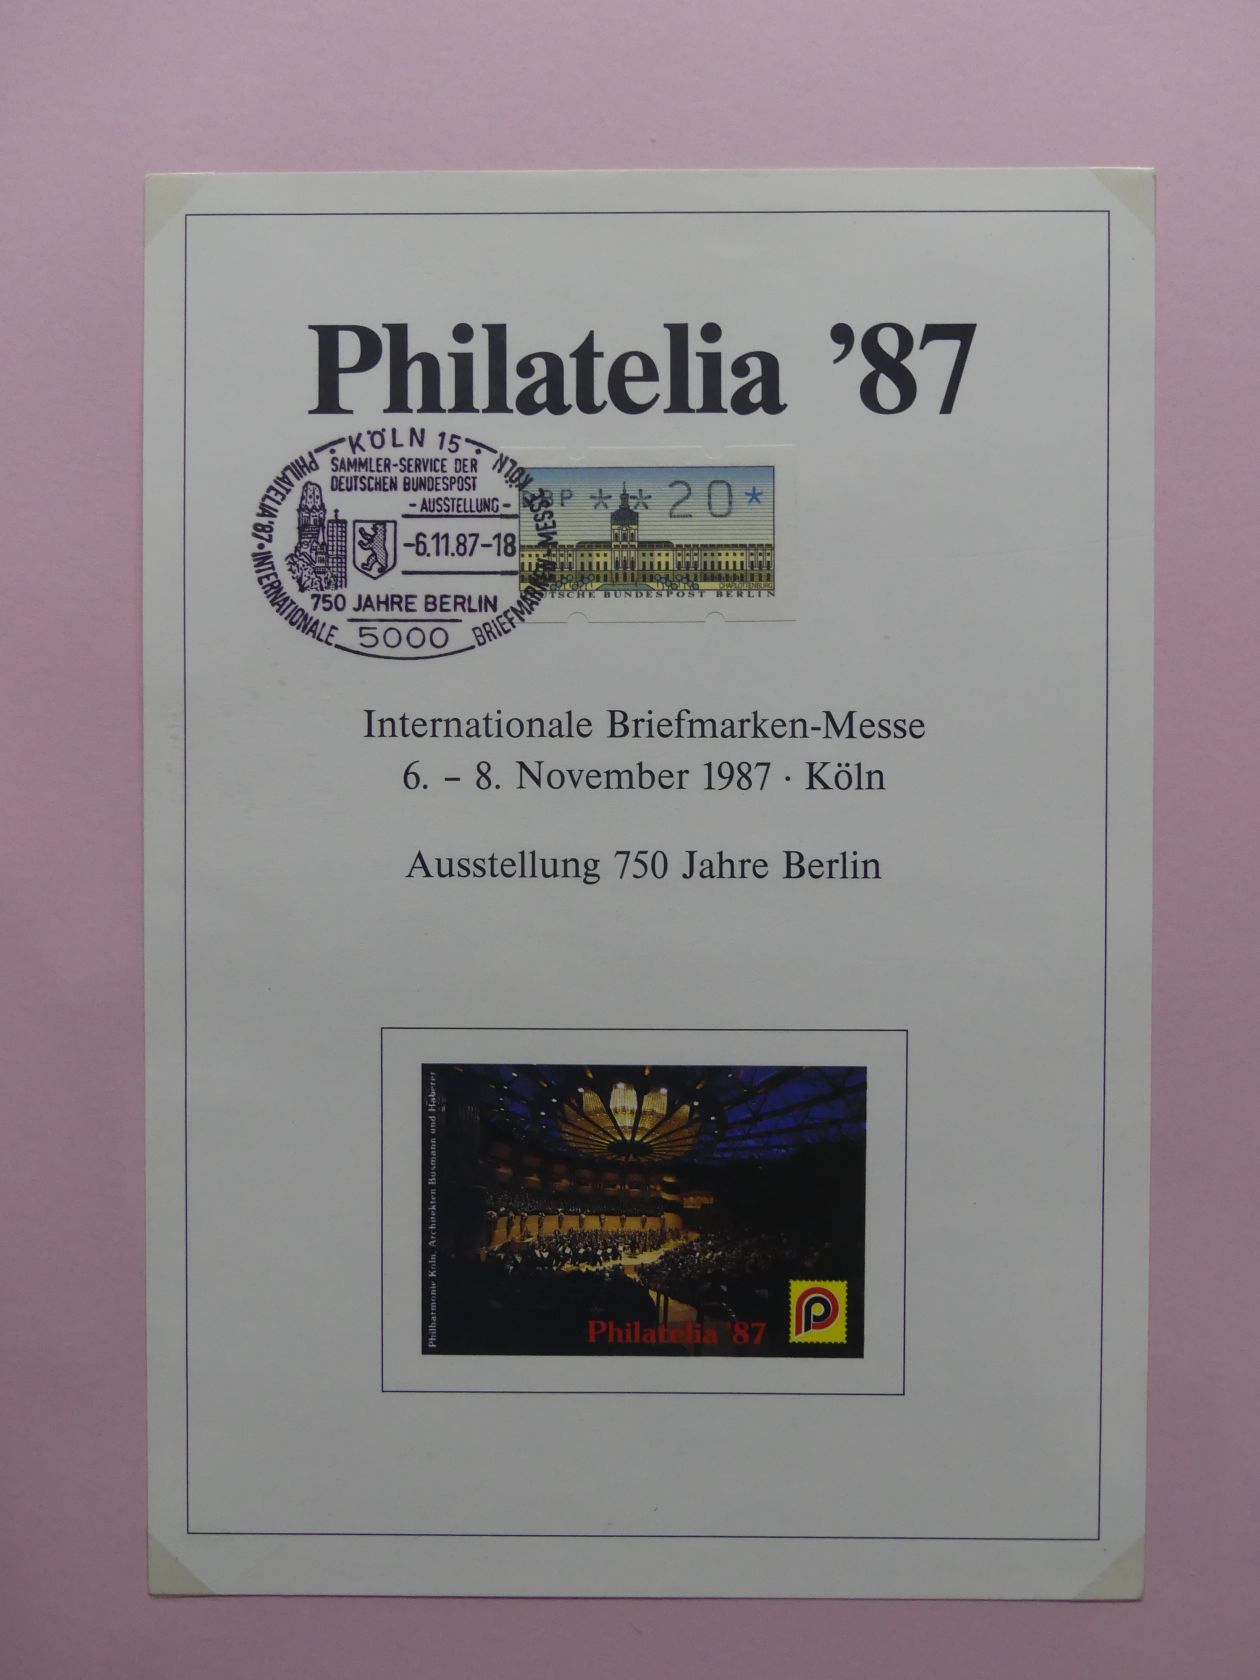 Philatelia ’87
KÖLN 15
SAMMLER-SERVICE DER
DEUTSCHEN BUNDESPOST
- AUSSTELLUNG -
-6.11.87-18
750 JAHRE BERLIN
5000
PHILATELIA '87 • INTERNATIONALE BRIEFMARKEN-MESSE KÖLN
DBP * * 20 *
CHARLOTTENBURG
DEUTSCHE BUNDESPOST BERLIN
Internationale Briefmarken-Messe
6. – 8. November 1987 · Köln
Ausstellung 750 Jahre Berlin
Philharmonie Köln, Architekten Busmann und Haberer
Philatelia '87
P